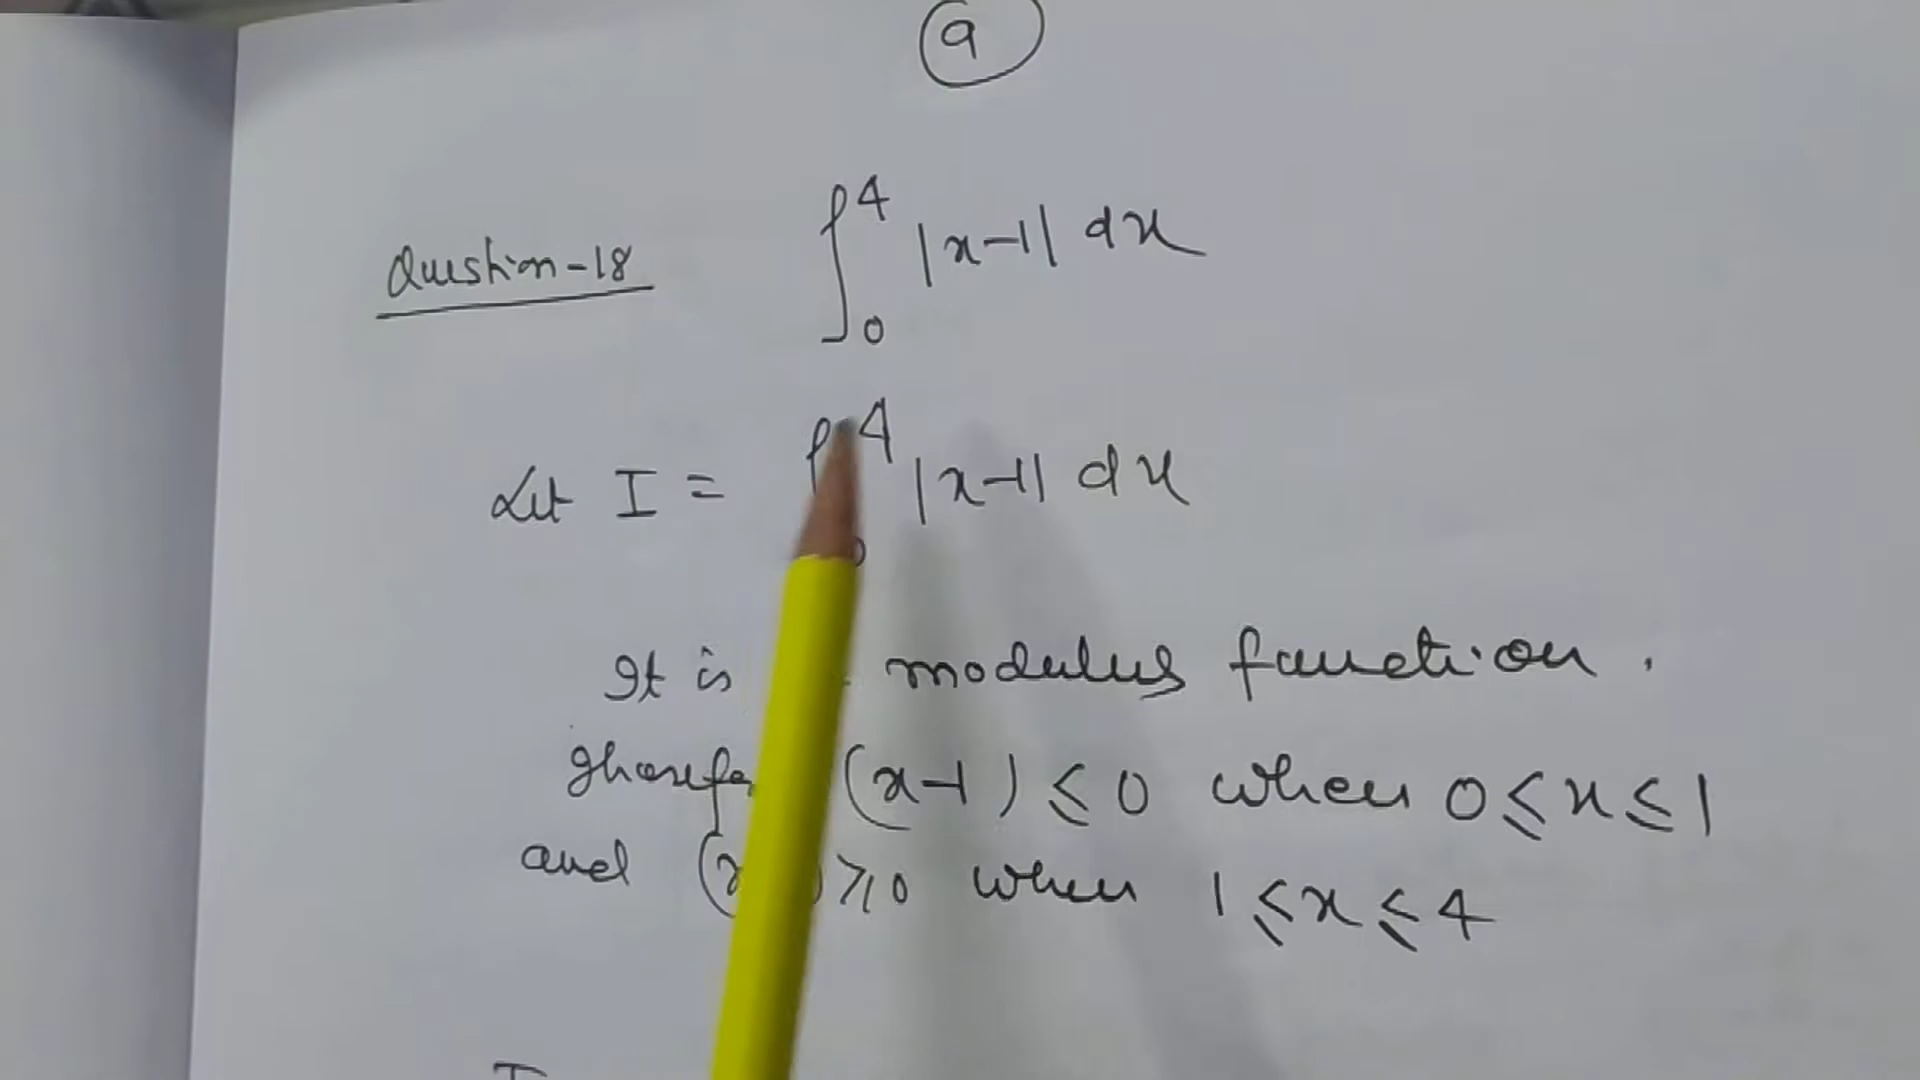 9
Question-18 ∫₀⁴ |x-1| dx
Let I = ∫₀⁴ |x-1| dx
It is modulus function.
(x-1) ≤ 0 when 0 ≤ x ≤ 1
and ≥ 0 when 1 ≤ x ≤ 4
I